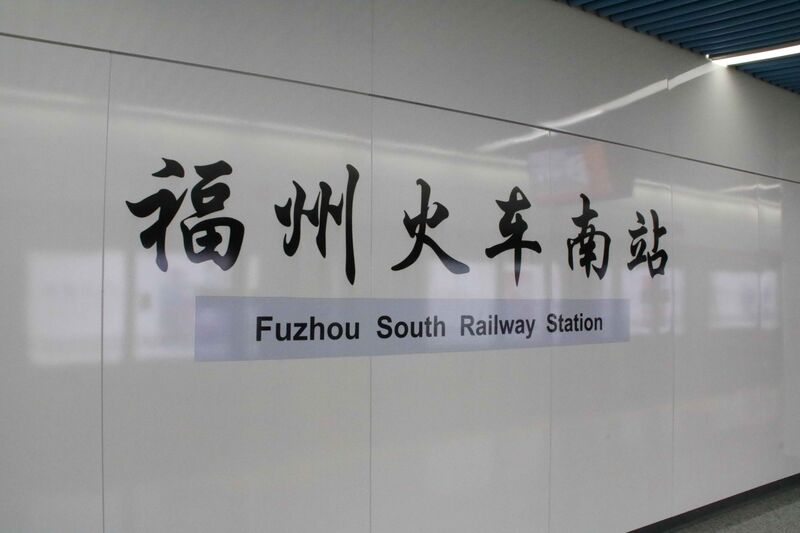 福州火车南站
Fuzhou South Railway Station